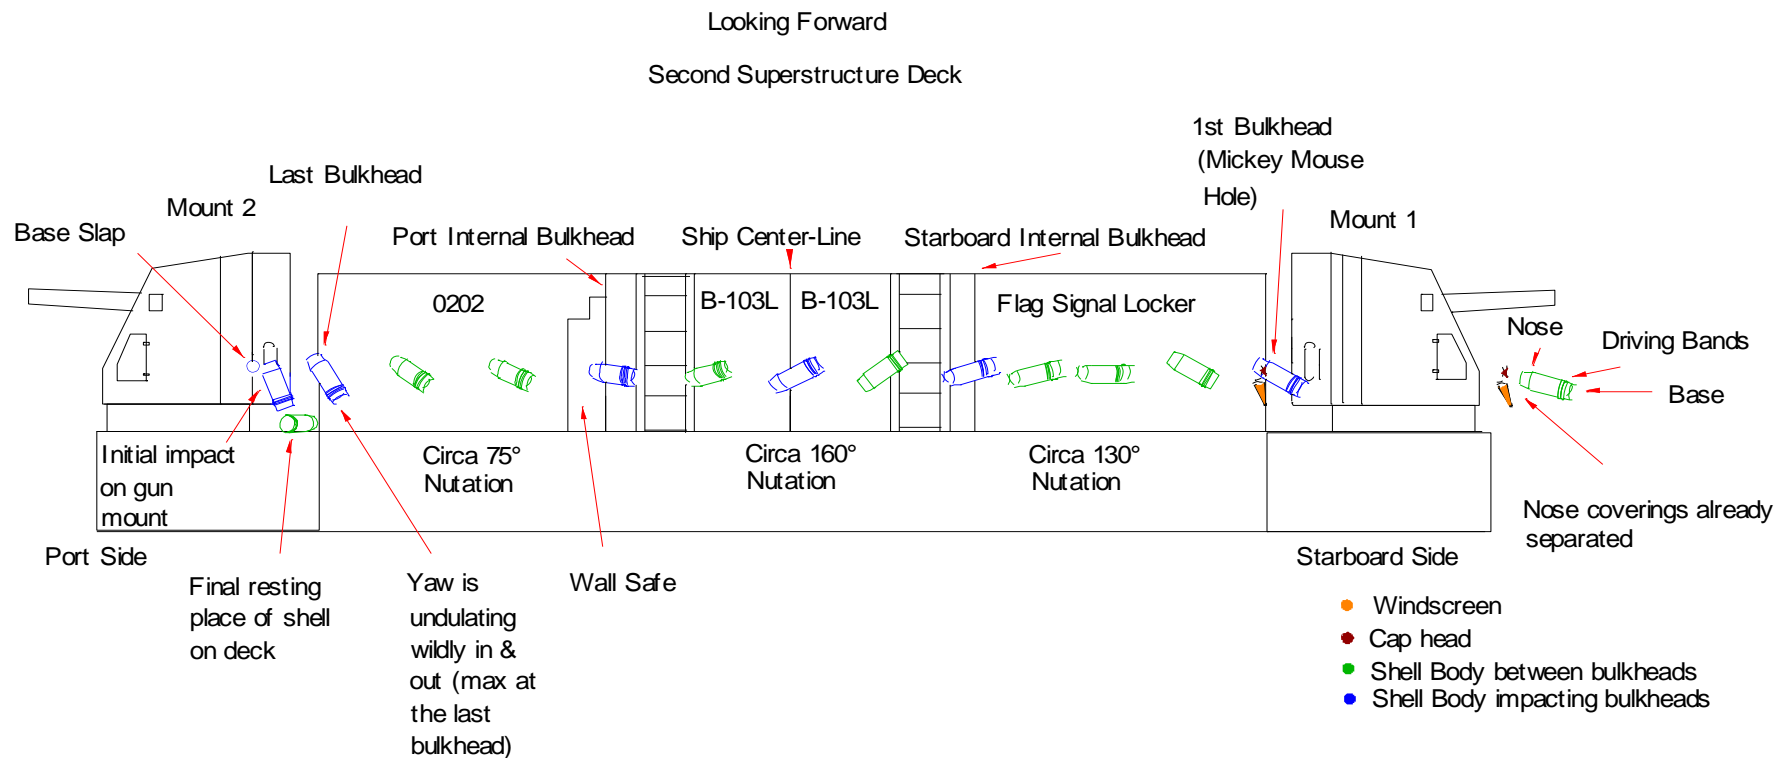 Looking Forward
Second Superstructure Deck
1st Bulkhead
(Mickey Mouse
Hole)
Last Bulkhead
Mount 2
Mount 1
Base Slap
Port Internal Bulkhead
Ship Center-Line
Starboard Internal Bulkhead
0202
B-103L
B-103L
Flag Signal Locker
Nose
Driving Bands
Base
Initial impact
on gun
mount
Circa 75°
Nutation
Circa 160°
Nutation
Circa 130°
Nutation
Nose coverings already
separated
Port Side
Starboard Side
Final resting
place of shell
on deck
Yaw is
undulating
wildly in &
out (max at
the last
bulkhead)
Wall Safe
Windscreen
Cap head
Shell Body between bulkheads
Shell Body impacting bulkheads